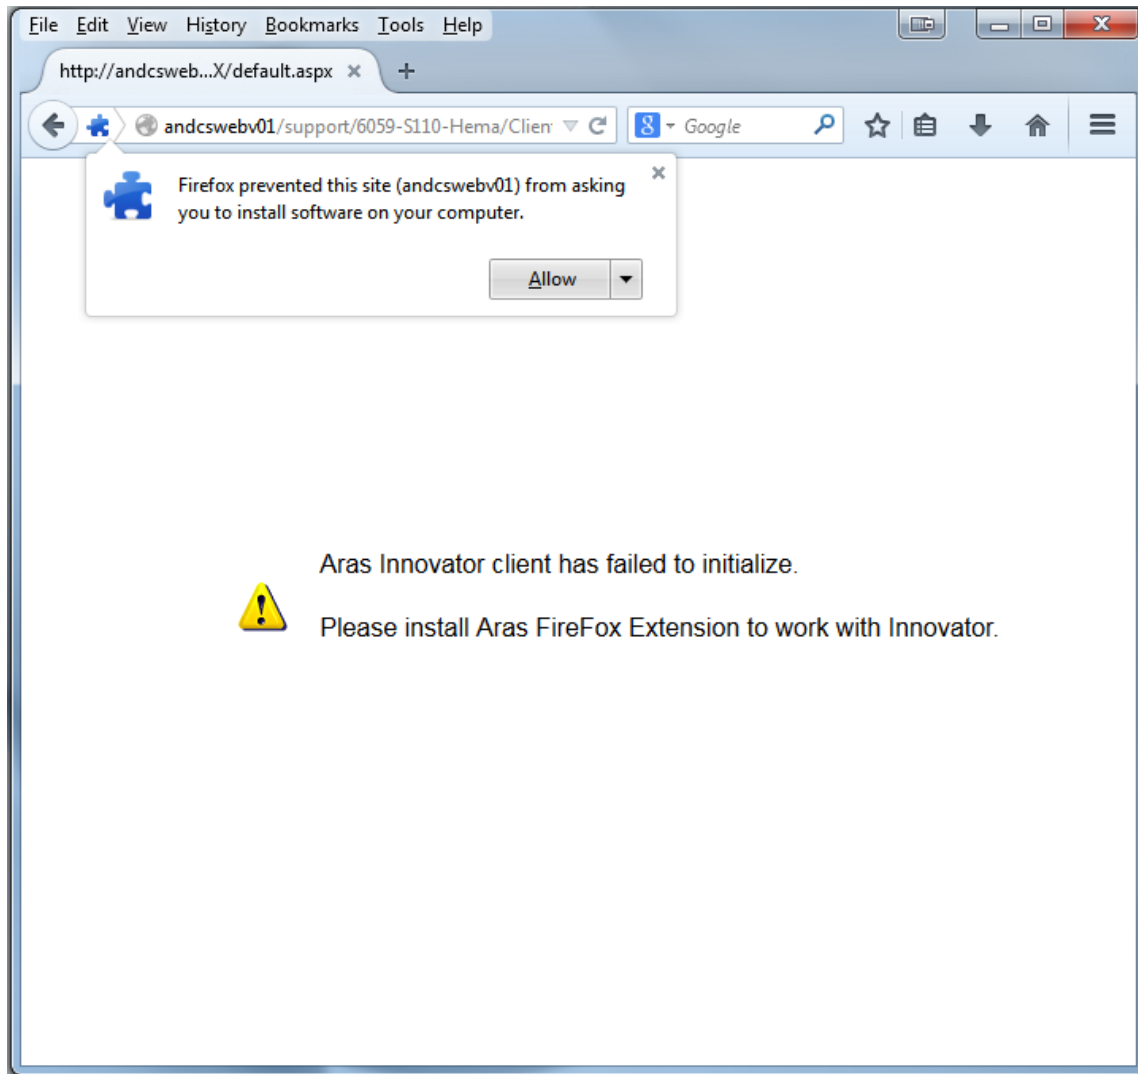 File Edit View History Bookmarks Tools Help
http://andcsweb...X/default.aspx
andcswebv01/support/6059-S110-Hema/Clien
8 Google
Firefox prevented this site (andcswebv01) from asking
you to install software on your computer.
Allow
Aras Innovator client has failed to initialize.
Please install Aras FireFox Extension to work with Innovator.